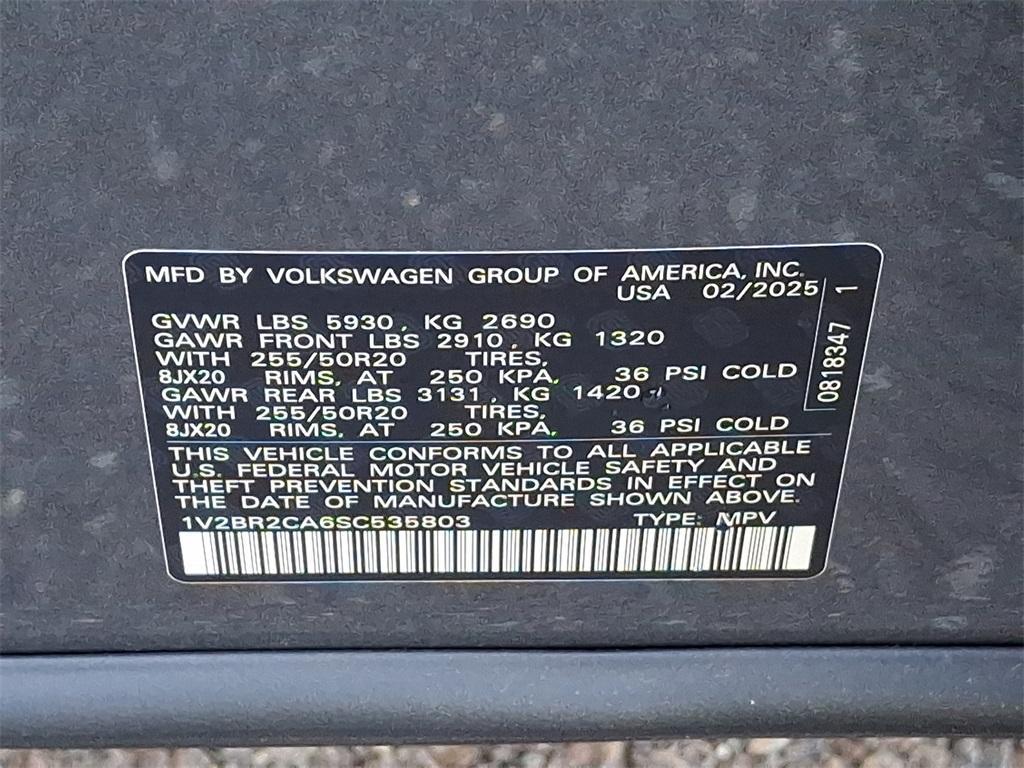 MFD BY VOLKSWAGEN GROUP OF AMERICA, INC.
USA 02/2025
GVWR LBS 5930, KG 2690
GAWR FRONT LBS 2910, KG 1320
WITH 255/50R20 TIRES,
8JX20 RIMS, AT 250 KPA, 36 PSI COLD
GAWR REAR LBS 3131, KG 1420
WITH 255/50R20 TIRES,
8JX20 RIMS, AT 250 KPA, 36 PSI COLD
THIS VEHICLE CONFORMS TO ALL APPLICABLE
U.S. FEDERAL MOTOR VEHICLE SAFETY AND
THEFT PREVENTION STANDARDS IN EFFECT ON
THE DATE OF MANUFACTURE SHOWN ABOVE.
1V2BR2CA6SC535803 TYPE: MPV
0818347 1